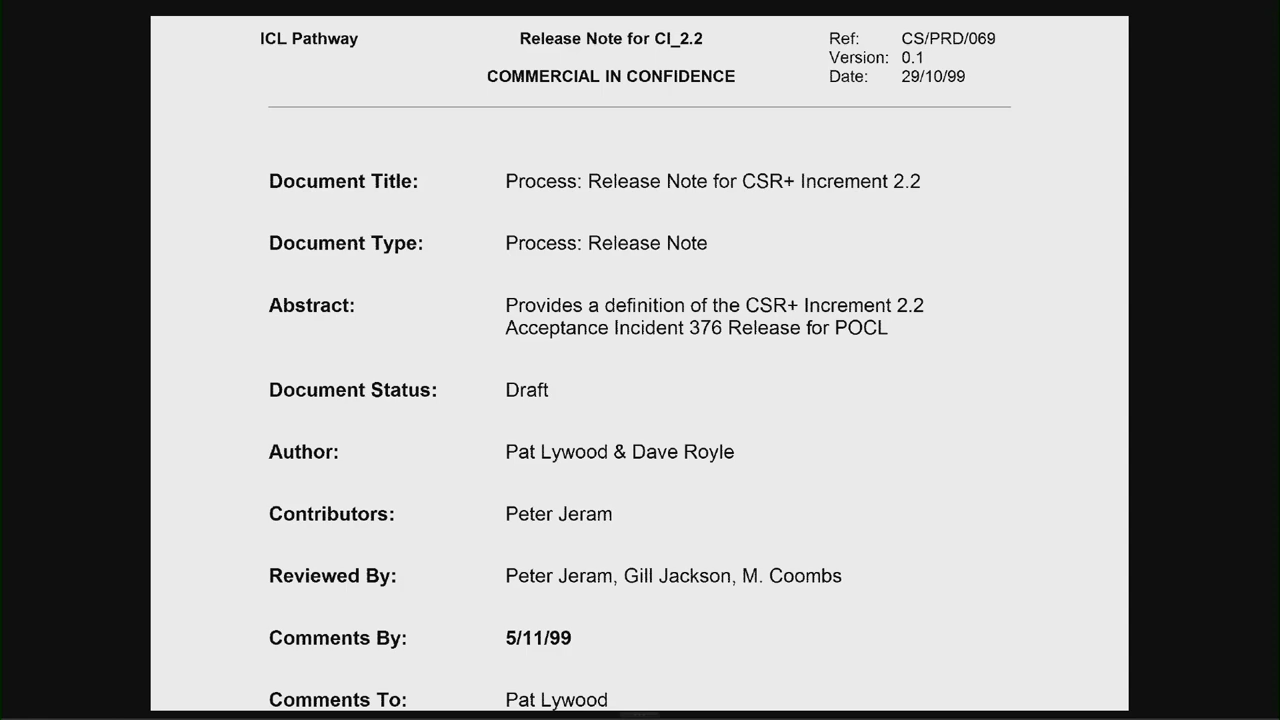 ICL Pathway Release Note for CI_2.2 Ref: CS/PRD/069
Version: 0.1
COMMERCIAL IN CONFIDENCE Date: 29/10/99
Document Title: Process: Release Note for CSR+ Increment 2.2
Document Type: Process: Release Note
Abstract: Provides a definition of the CSR+ Increment 2.2
Acceptance Incident 376 Release for POCL
Document Status: Draft
Author: Pat Lywood & Dave Royle
Contributors: Peter Jeram
Reviewed By: Peter Jeram, Gill Jackson, M. Coombs
Comments By: 5/11/99
Comments To: Pat Lywood